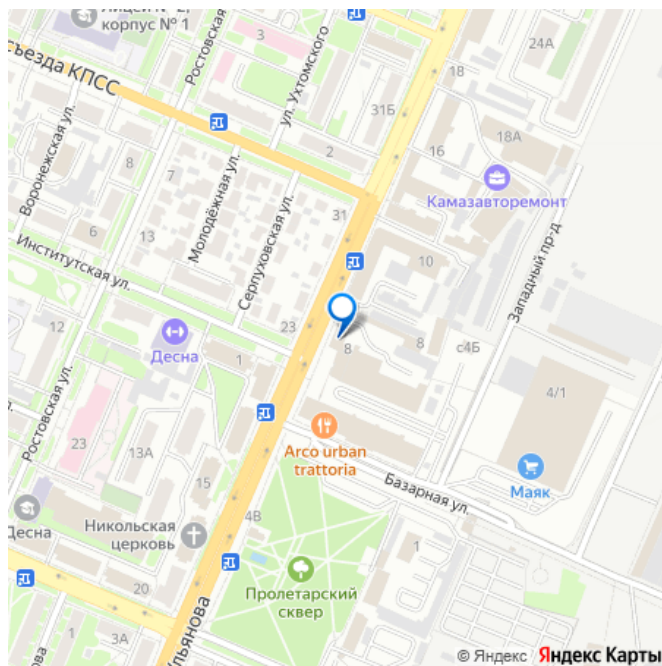 Лицей № 2,
корпус № 1
съезда КПСС
Ростовская ул.
3
ул. Ухтомского
24А
18
31Б
18А
2
16
Камазавторемонт
Воронежская ул.
8
7
Молодёжная ул.
Серпуховская ул.
6
13
31
10
Западный пр-д
Институтская ул.
12
23
Десна
1
8
8
с4Б
4/1
Ростовская ул.
23
13А
Arco urban
trattoria
15
Базарная ул.
Маяк
Десна
Никольская
церковь
4В
1
20
Пролетарский
сквер
1
3А
Ульянова
© Яндекс Яндекс Карты